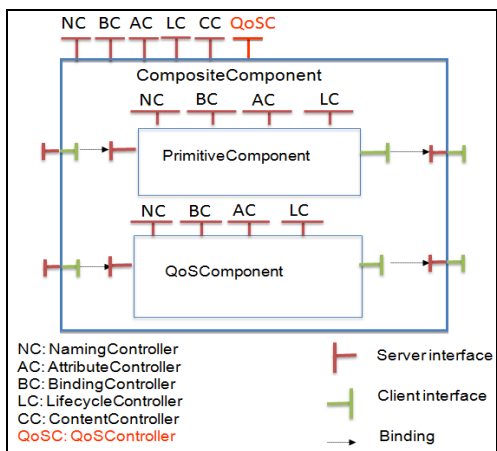 NC BC AC LC CC QoSC
CompositeComponent
NC BC AC LC
PrimitiveComponent
NC BC AC LC
QoSComponent
NC: NamingController
AC: AttributeController
BC: BindingController
LC: LifecycleController
CC: ContentController
QoSC: QoSController
Server interface
Client interface
Binding